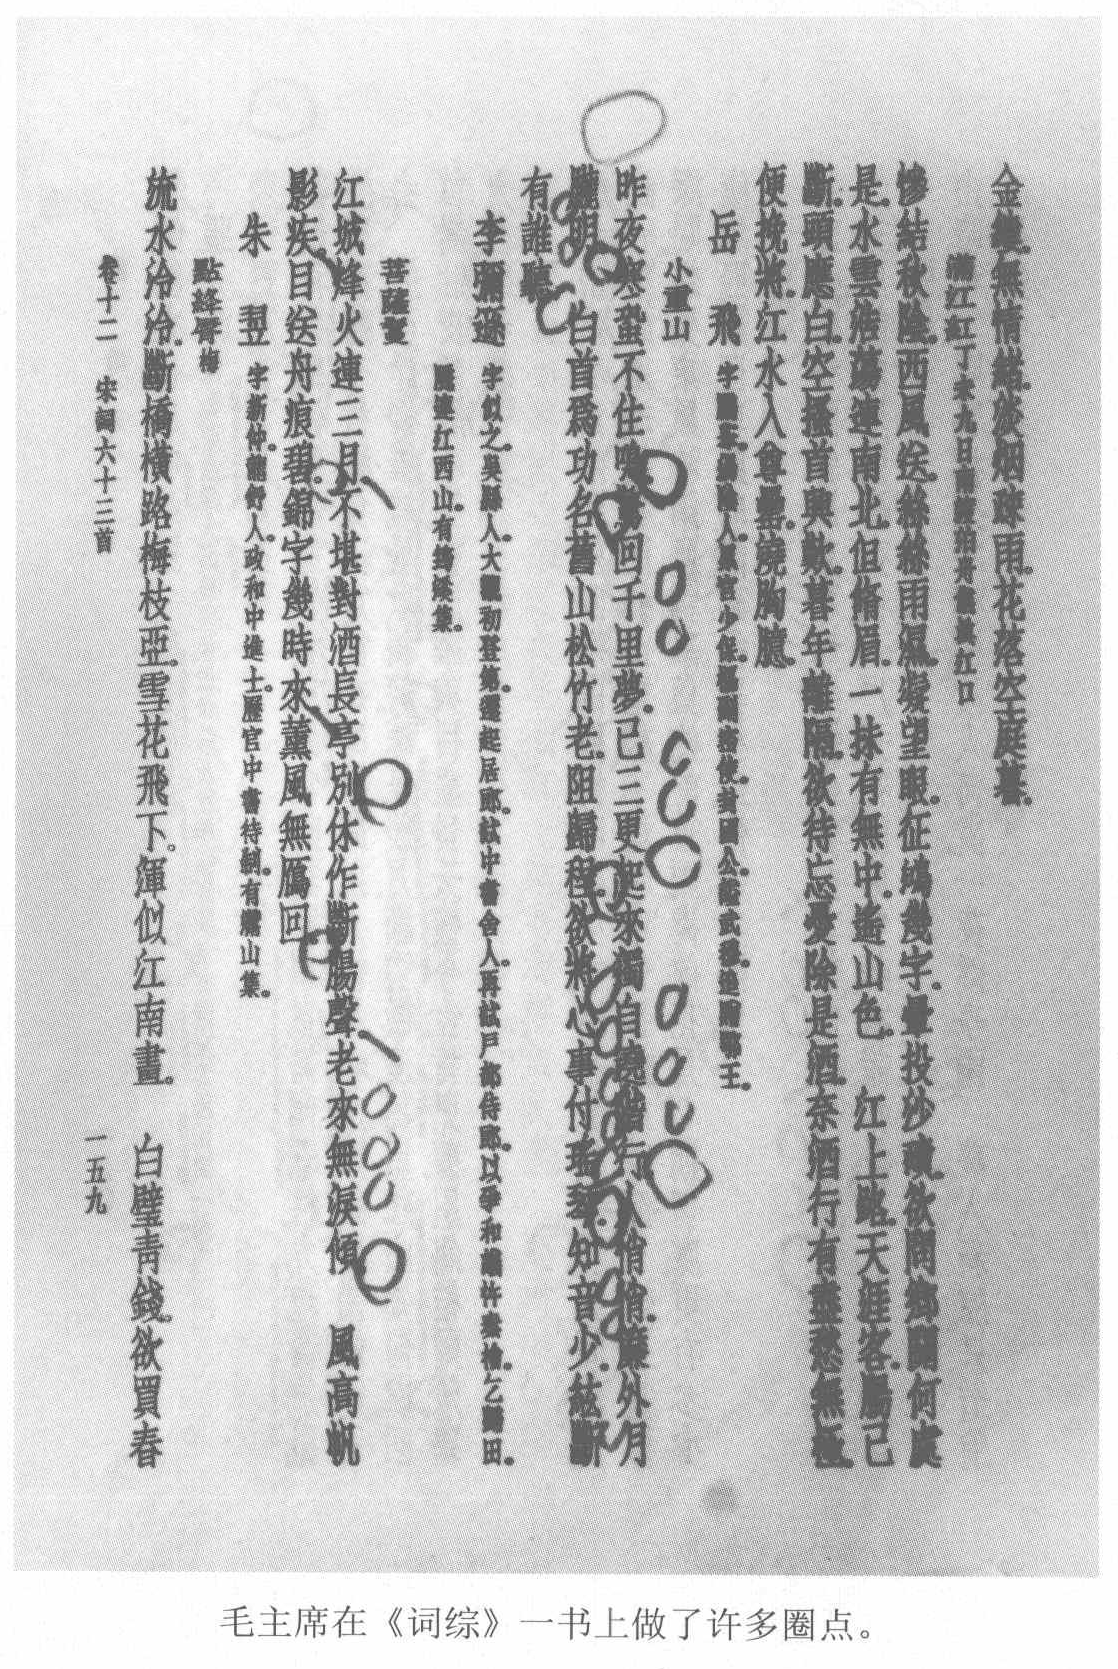 金縷無情緒旋烟疎雨花落空庭暮
滿江紅丁未九日南渡泊舟儀眞江口
慘結秋陰西風送絲絲雨濕凝望眼征鴻幾字暮投沙磧欲問鄉關何處
是水雲浩蕩連南北但脩眉一抹有無中遙山色　江上路天涯客腸已
斷頭應白空搔首興歎暮年離隔欲待忘憂除是酒奈酒行有盡愁無極
便挽將江水入尊罍澆胸臆
岳飛　字鵬舉湯陰人累官少保樞密使封國公諡武穆追贈鄂王
小重山
昨夜寒蛩不住鳴驚回千里夢已三更起來獨自繞階行人悄悄簾外月
朧明　白首爲功名舊山松竹老阻歸程欲將心事付瑤琴知音少絃斷
有誰聽
李彌遜　字似之吳縣人大觀初登第遷起居郎試中書舍人再試戶部侍郎以爭和議忤秦檜乞歸田
隱連江西山有筠谿集
菩薩蠻
江城烽火連三月不堪對酒長亭別休作斷腸聲老來無淚傾　風高帆
影疾目送舟痕碧錦字幾時來薰風無鴈回
朱翌　字新仲龍舒人政和中進士歷官中書待制有灊山集
點絳唇梅
流水泠泠斷橋橫路梅枝亞雪花飛下。渾似江南畫　白璧青錢欲買春
卷十二　宋詞六十三首　一五九
毛主席在《词综》一书上做了许多圈点。